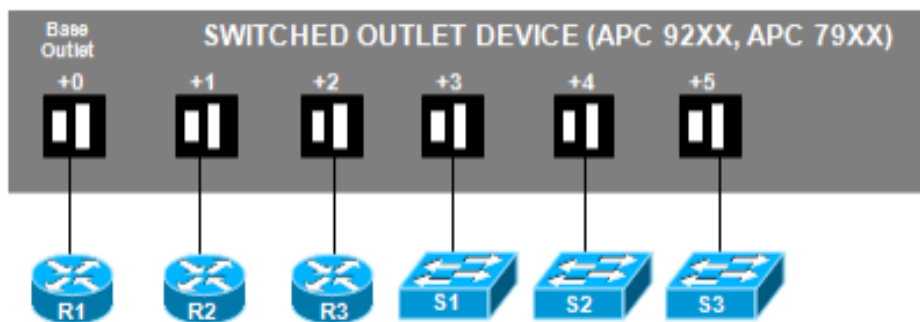 Base
Outlet
SWITCHED OUTLET DEVICE (APC 92XX, APC 79XX)
+0 +1 +2 +3 +4 +5
R1 R2 R3 S1 S2 S3